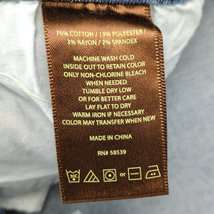 76% COTTON / 19% POLYESTER /
3% RAYON / 2% SPANDEX
MACHINE WASH COLD
INSIDE OUT TO RETAIN COLOR
ONLY NON-CHLORINE BLEACH
WHEN NEEDED
TUMBLE DRY LOW
OR FOR BETTER CARE
LAY FLAT TO DRY
WARM IRON IF NECESSARY
COLOR MAY TRANSFER WHEN NEW
MADE IN CHINA
RN# 58539
or